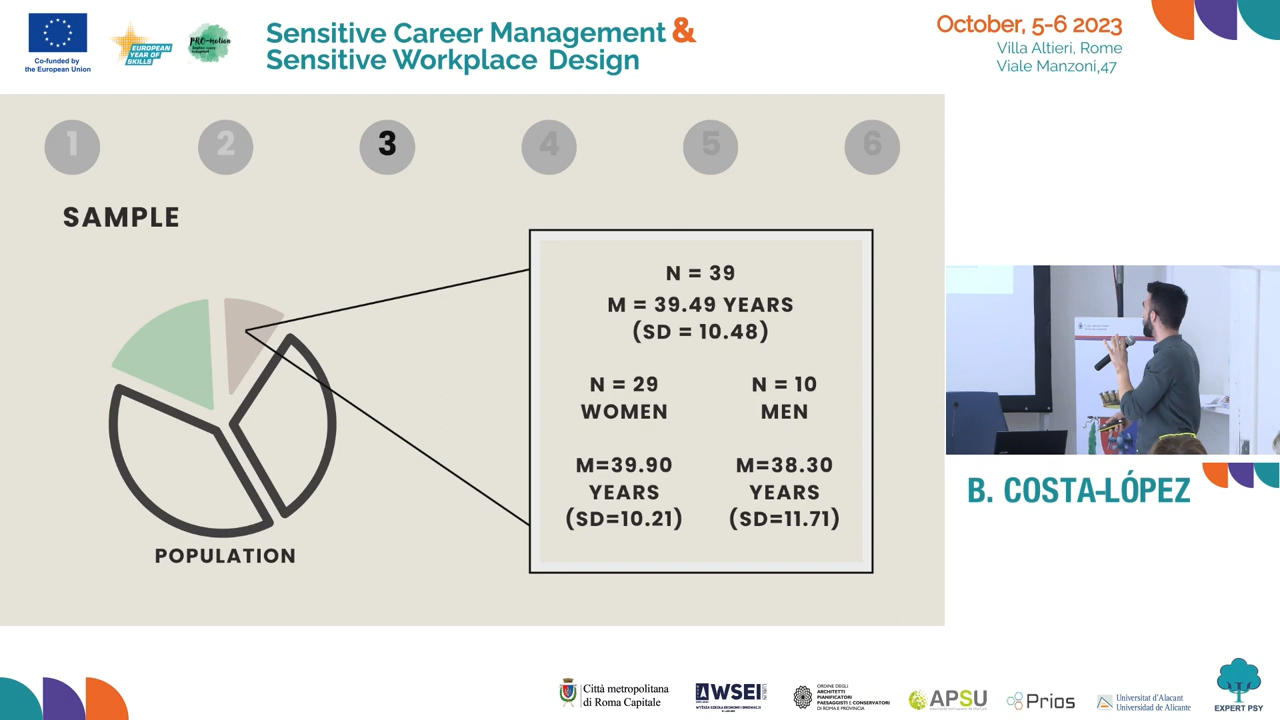 Co-funded by
the European Union
EUROPEAN
YEAR OF
SKILLS
PRO-motion
Sensitive Career Management &
Sensitive Workplace Design
October, 5-6 2023
Villa Altieri, Rome
Viale Manzoni,47
1
2
3
4
5
6
SAMPLE
N = 39
M = 39.49 YEARS
(SD = 10.48)
N = 29
WOMEN
N = 10
MEN
M=39.90
YEARS
(SD=10.21)
M=38.30
YEARS
(SD=11.71)
POPULATION
B. COSTA-LÓPEZ
Città metropolitana
di Roma Capitale
WSEI
LUBLIN
WYŻSZA SZKOŁA EKONOMII I INNOWACJI
ORDINE DEGLI
ARCHITETTI
PIANIFICATORI
PAESAGGISTI E CONSERVATORI
DI ROMA E PROVINCIA
APSU
Prios
Universitat d'Alacant
Universidad de Alicante
EXPERT PSY